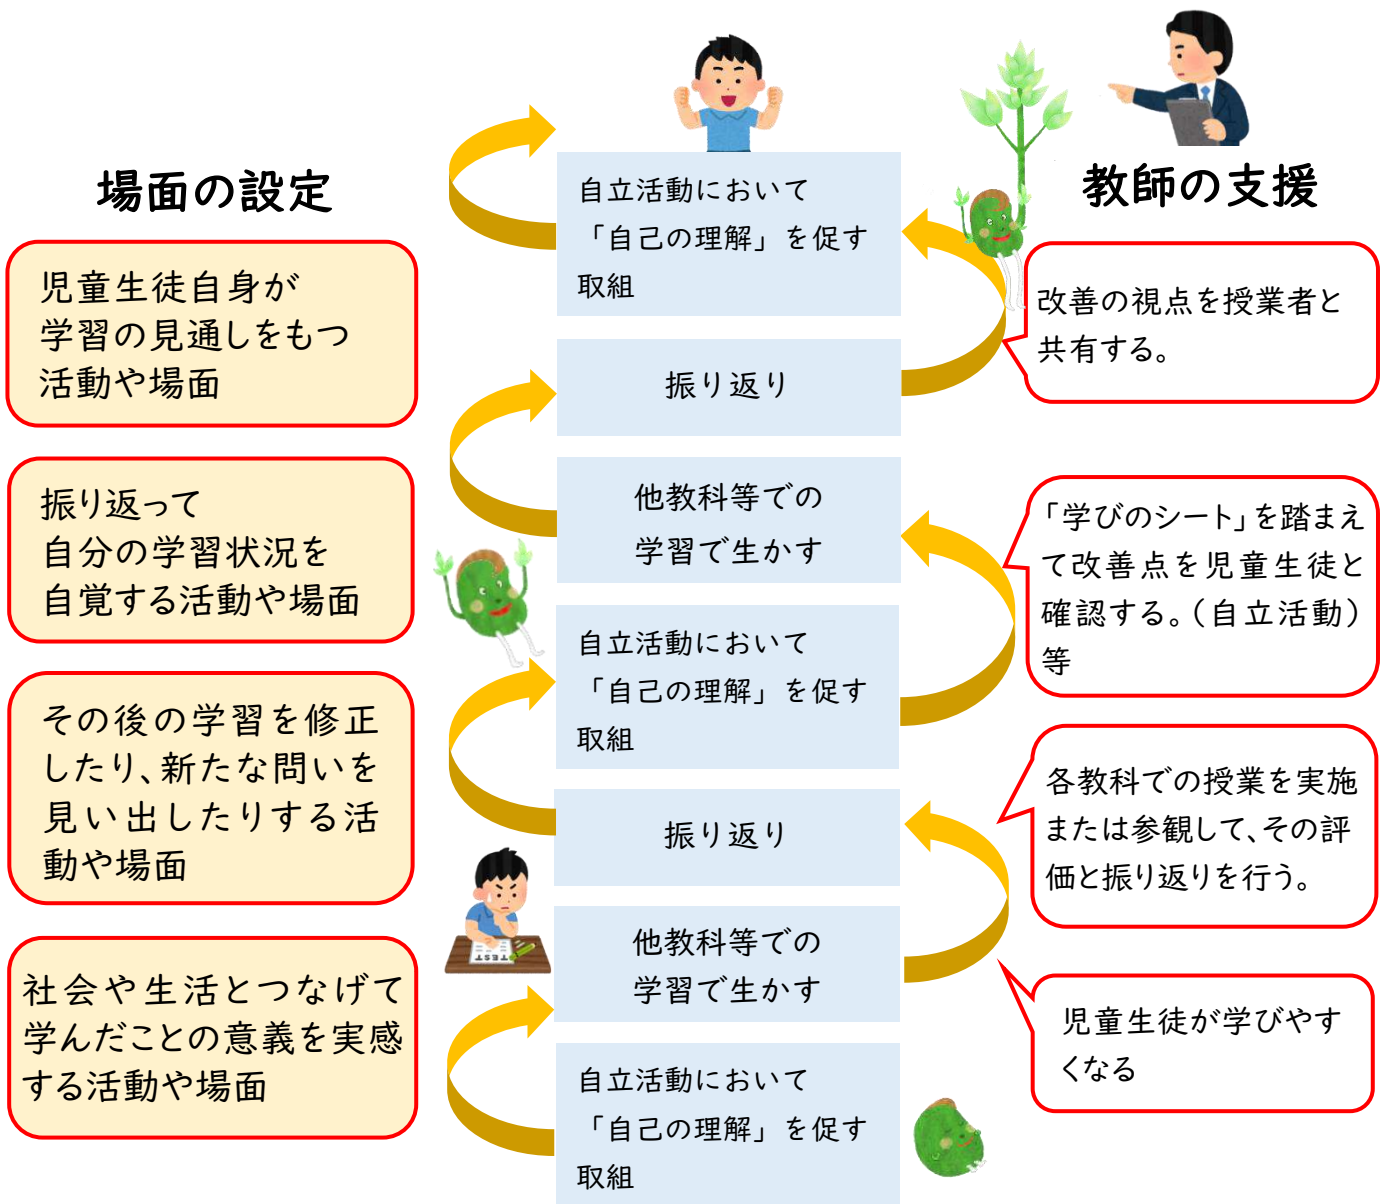 場面の設定
児童生徒自身が
学習の見通しをもつ
活動や場面
振り返って
自分の学習状況を
自覚する活動や場面
その後の学習を修正
したり、新たな問いを
見い出したりする活
動や場面
社会や生活とつなげて
学んだことの意義を実感
する活動や場面
自立活動において
「自己の理解」を促す
取組
振り返り
他教科等での
学習で生かす
自立活動において
「自己の理解」を促す
取組
振り返り
TEST
他教科等での
学習で生かす
自立活動において
「自己の理解」を促す
取組
教師の支援
改善の視点を授業者と
共有する。
「学びのシート」を踏まえ
て改善点を児童生徒と
確認する。(自立活動)
等
各教科での授業を実施
または参観して、その評
価と振り返りを行う。
児童生徒が学びやす
くなる